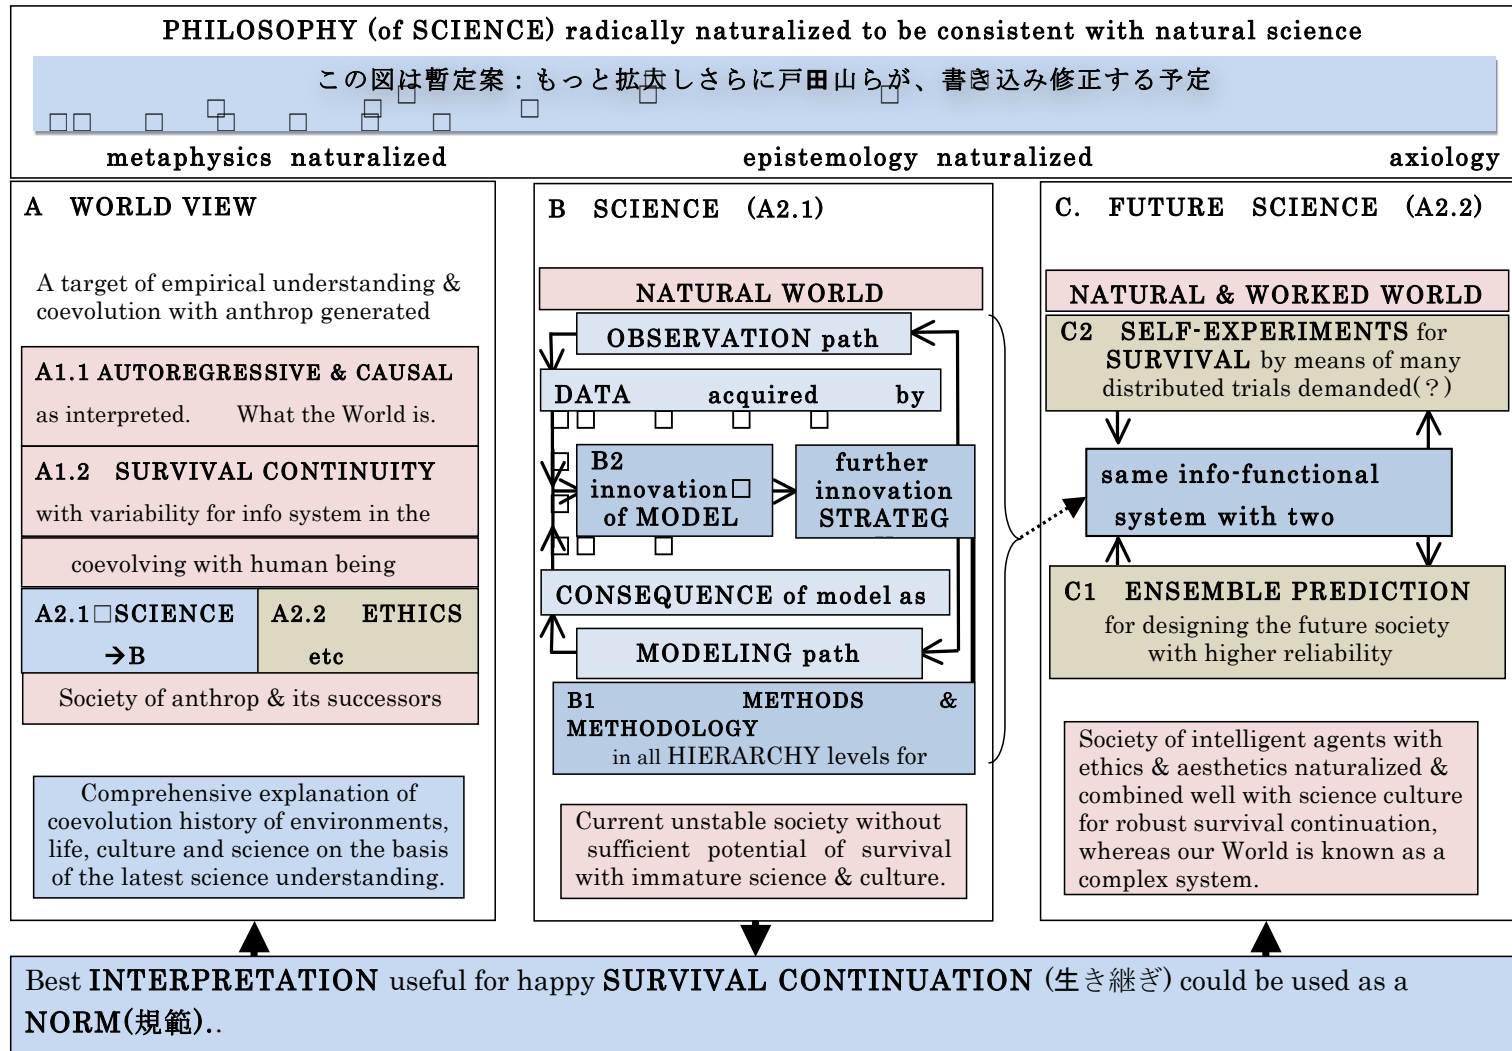 PHILOSOPHY (of SCIENCE) radically naturalized to be consistent with natural science
この図は暫定案：もっと拡大しさらに戸田山らが、書き込み修正する予定
metaphysics naturalized epistemology naturalized axiology
A WORLD VIEW
A target of empirical understanding &
coevolution with anthrop generated
A1.1 AUTOREGRESSIVE & CAUSAL
as interpreted. What the World is.
A1.2 SURVIVAL CONTINUITY
with variability for info system in the
coevolving with human being
A2.1□SCIENCE
→B
A2.2 ETHICS
etc
Society of anthrop & its successors
Comprehensive explanation of
coevolution history of environments,
life, culture and science on the basis
of the latest science understanding.
B SCIENCE (A2.1)
NATURAL WORLD
OBSERVATION path
DATA acquired by
B2
innovation□
of MODEL
further
innovation
STRATEG
CONSEQUENCE of model as
MODELING path
B1 METHODS &
METHODOLOGY
in all HIERARCHY levels for
Current unstable society without
sufficient potential of survival
with immature science & culture.
C. FUTURE SCIENCE (A2.2)
NATURAL & WORKED WORLD
C2 SELF-EXPERIMENTS for
SURVIVAL by means of many
distributed trials demanded(？)
same info-functional
system with two
C1 ENSEMBLE PREDICTION
for designing the future society
with higher reliability
Society of intelligent agents with
ethics & aesthetics naturalized &
combined well with science culture
for robust survival continuation,
whereas our World is known as a
complex system.
Best INTERPRETATION useful for happy SURVIVAL CONTINUATION (生き継ぎ) could be used as a
NORM(規範)..